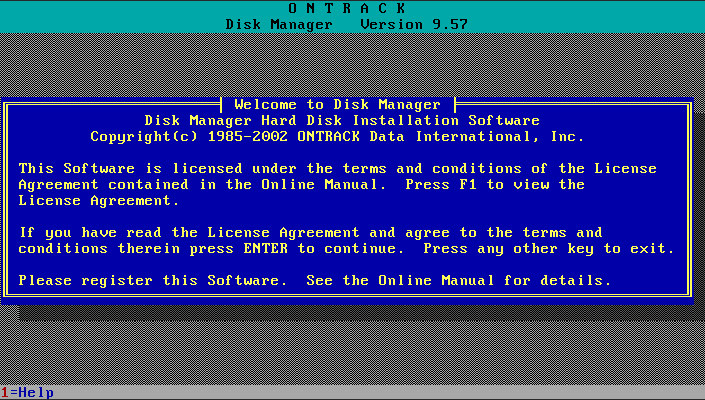 O N T R A C K
Disk Manager Version 9.57
Welcome to Disk Manager
Disk Manager Hard Disk Installation Software
Copyright(c) 1985-2002 ONTRACK Data International, Inc.
This Software is licensed under the terms and conditions of the License
Agreement contained in the Online Manual. Press F1 to view the
License Agreement.
If you have read the License Agreement and agree to the terms and
conditions therein press ENTER to continue. Press any other key to exit.
Please register this Software. See the Online Manual for details.
1=Help